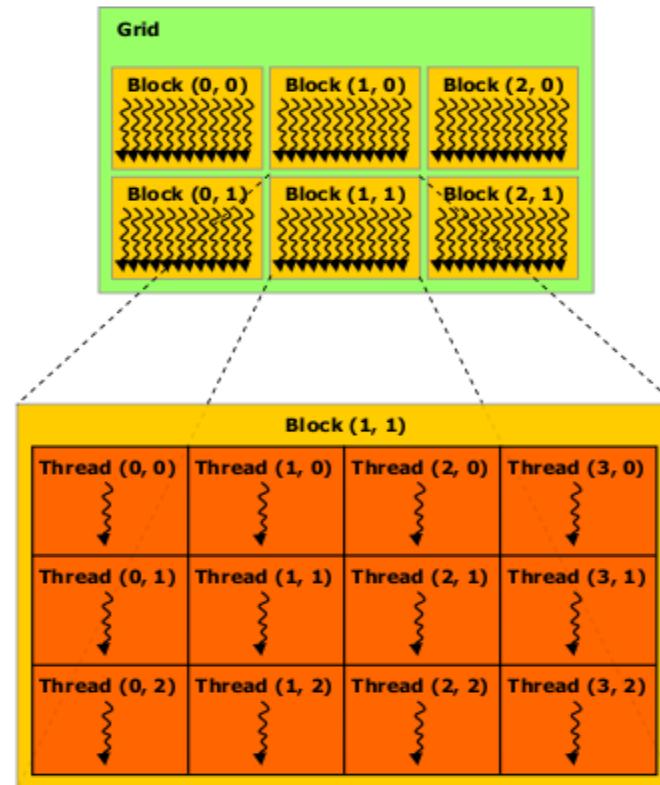 Grid
Block (0, 0) Block (1, 0) Block (2, 0)
Block (0, 1) Block (1, 1) Block (2, 1)
Block (1, 1)
Thread (0, 0) Thread (1, 0) Thread (2, 0) Thread (3, 0)
Thread (0, 1) Thread (1, 1) Thread (2, 1) Thread (3, 1)
Thread (0, 2) Thread (1, 2) Thread (2, 2) Thread (3, 2)